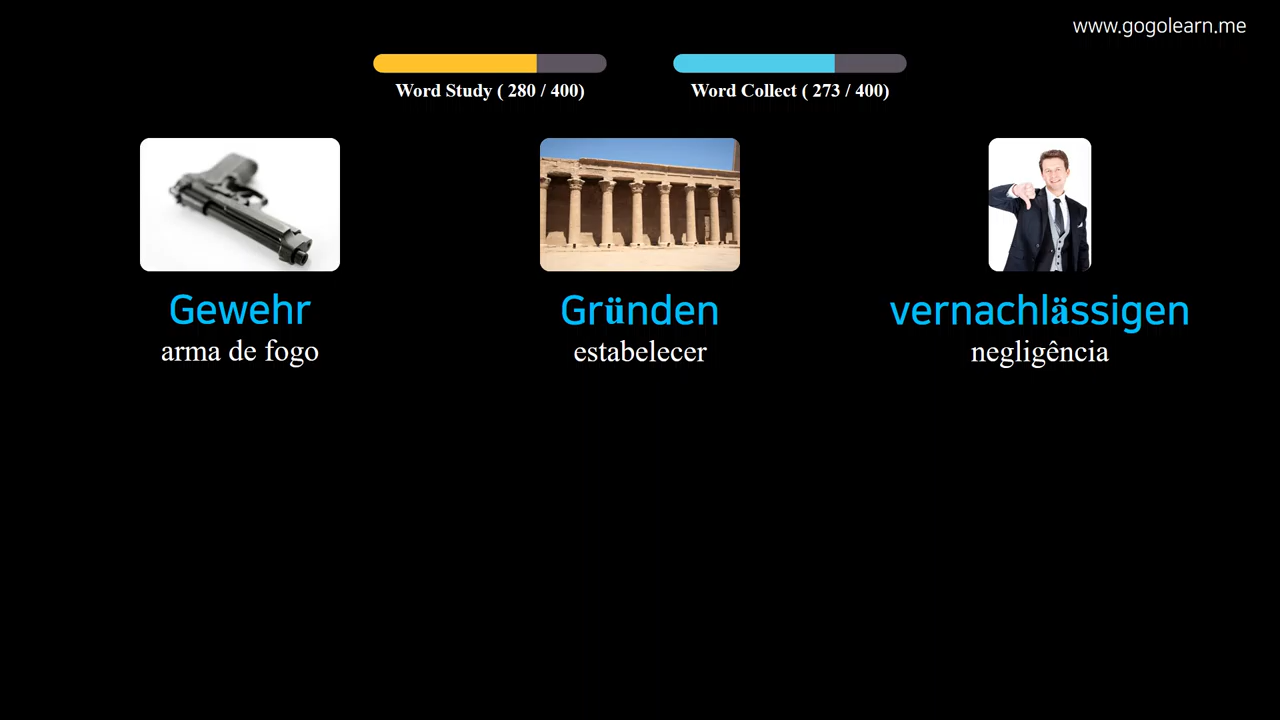 www.gogolearn.me
Word Study ( 280 / 400)
Word Collect ( 273 / 400)
Gewehr
arma de fogo
Gründen
estabelecer
vernachlässigen
negligência